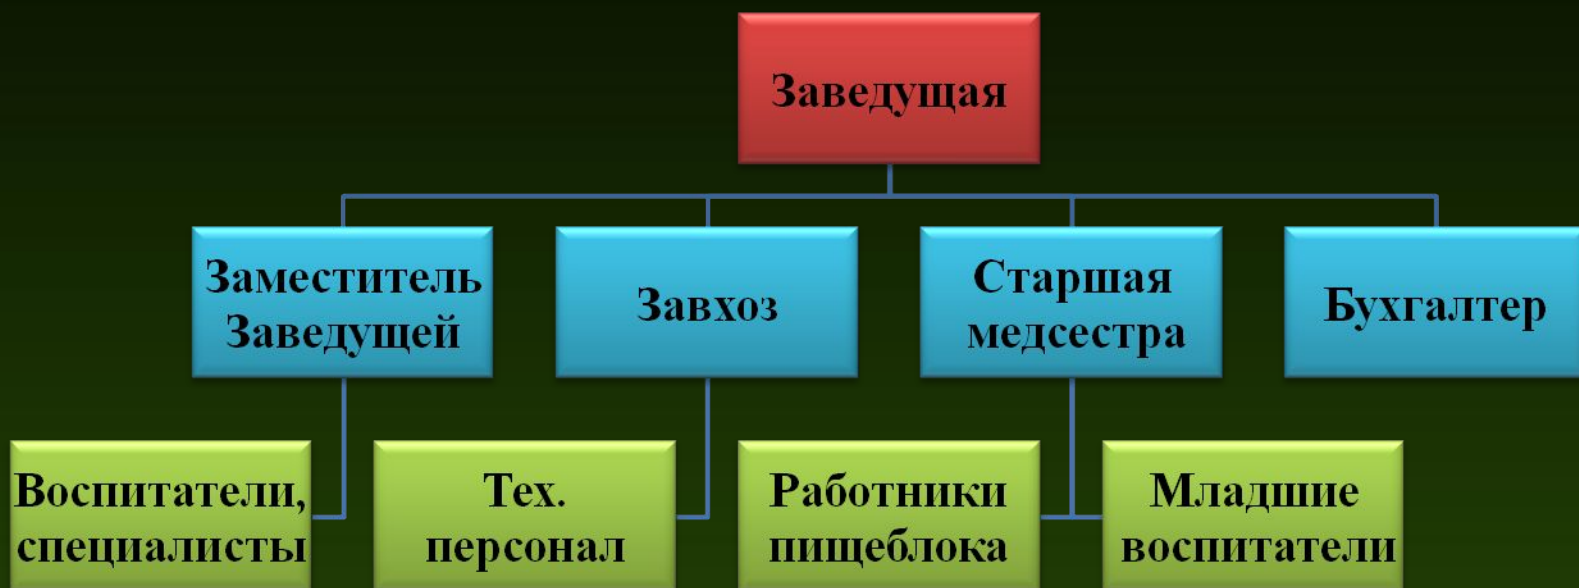 Заведущая
Заместитель
Заведущей
Завхоз
Старшая
медсестра
Бухгалтер
Воспитатели,
специалисты
Тех.
персонал
Работники
пищеблока
Младшие
воспитатели